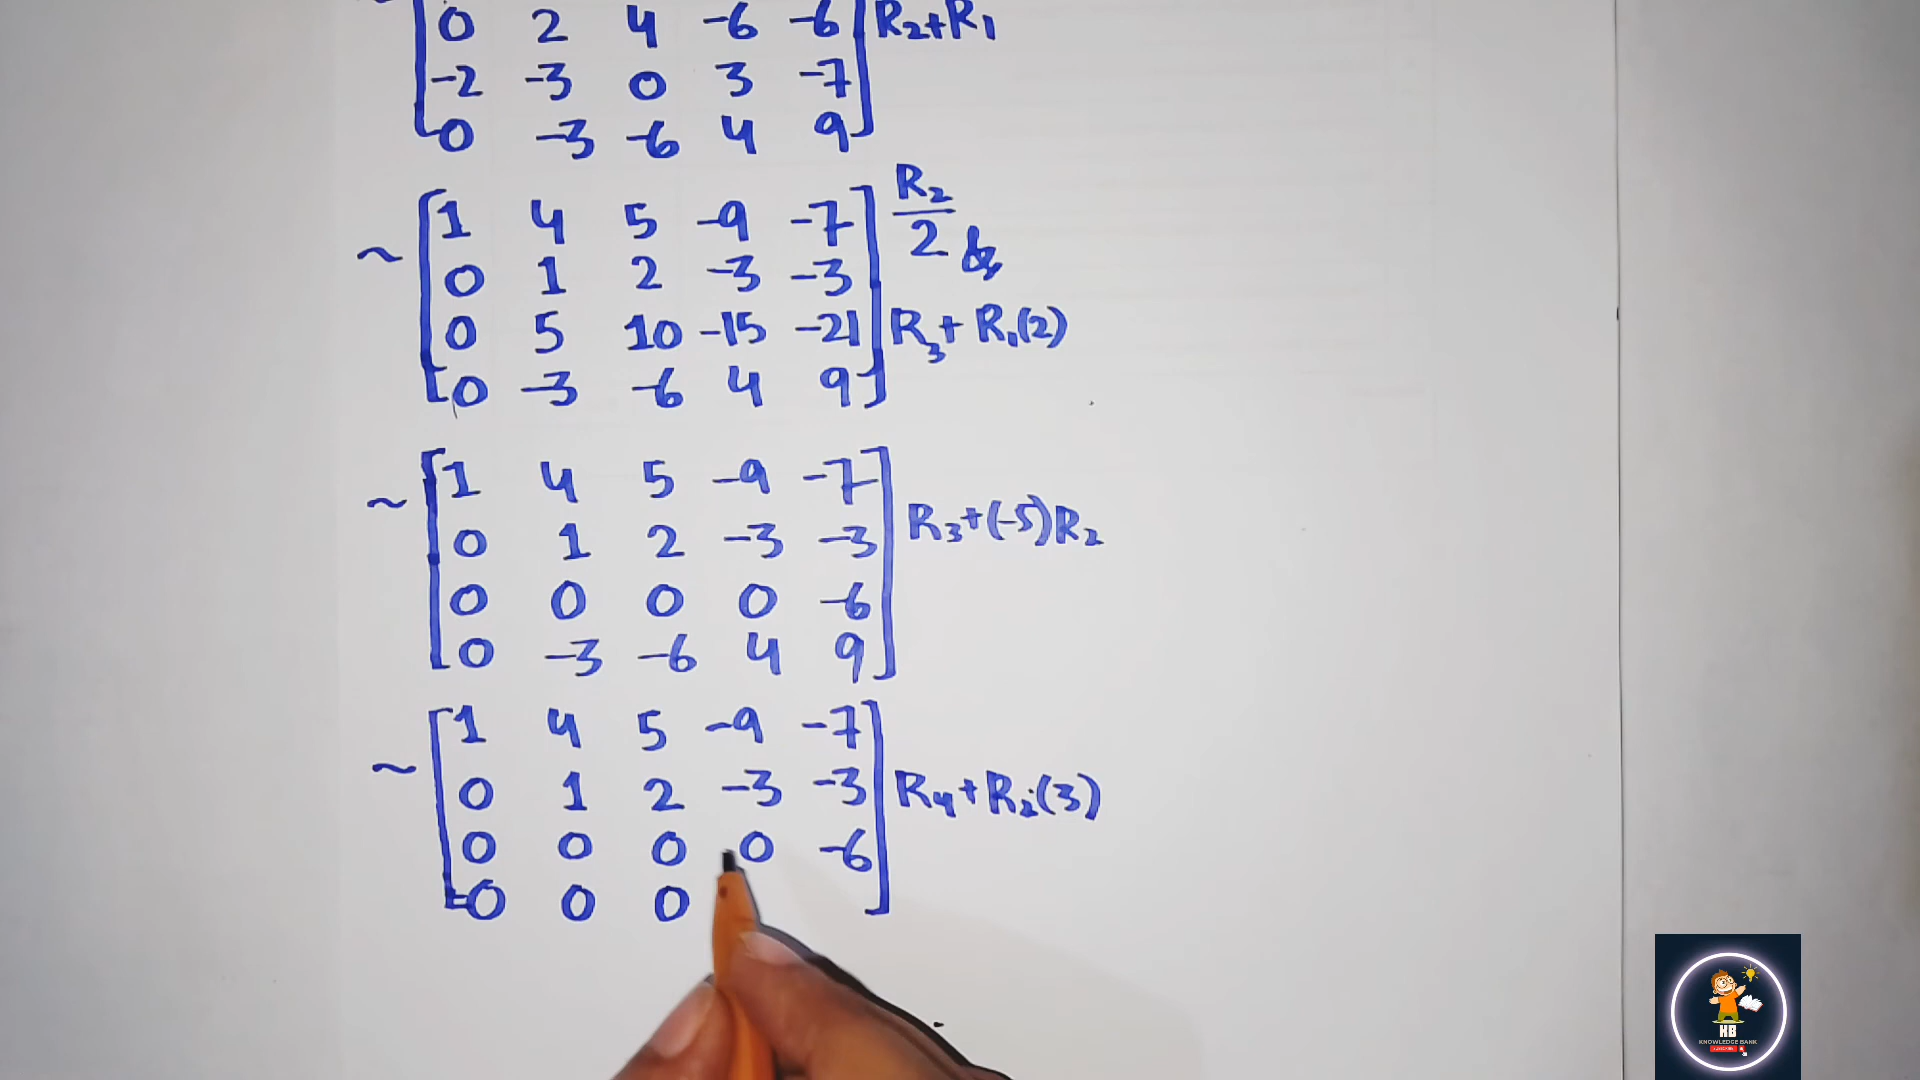 0 2 4 -6 -6 R2+R1
-2 -3 0 3 -7
0 -3 -6 4 9
~ 1 4 5 -9 -7 R2/2 &
0 1 2 -3 -3
0 5 10 -15 -21 R3+R1(2)
0 -3 -6 4 9
~ 1 4 5 -9 -7
0 1 2 -3 -3 R3+(-5)R2
0 0 0 0 -6
0 -3 -6 4 9
~ 1 4 5 -9 -7
0 1 2 -3 -3 R4+R2(3)
0 0 0 0 -6
0 0 0
KB
KNOWLEDGE BANK